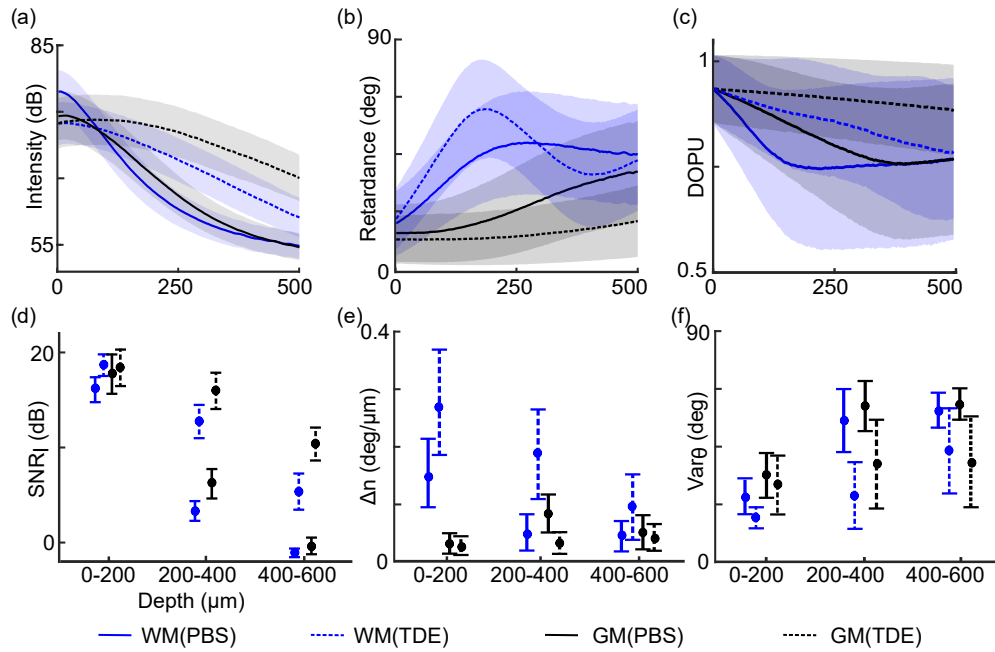 (a)
85
Intensity (dB)
55
0
250
500
(b)
90
Retardance (deg)
0
0
250
500
(c)
1
DOPU
0.5
0
250
500
(d)
20
SNRI (dB)
0
0-200
200-400
400-600
Depth (μm)
(e)
0.4
Δn (deg/μm)
0
0-200
200-400
400-600
(f)
90
Varθ (deg)
0
0-200
200-400
400-600
WM(PBS)
WM(TDE)
GM(PBS)
GM(TDE)